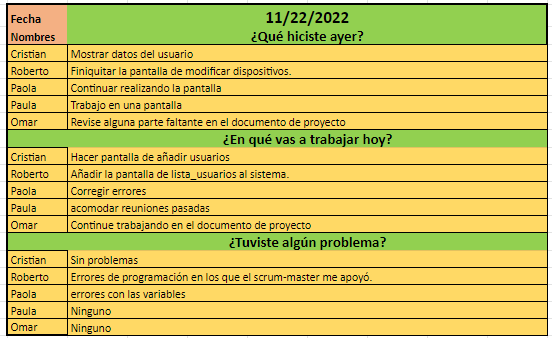 Fecha 11/22/2022
Nombres ¿Qué hiciste ayer?
Cristian Mostrar datos del usuario
Roberto Finiquitar la pantalla de modificar dispositivos.
Paola Continuar realizando la pantalla
Paula Trabajo en una pantalla
Omar Revise alguna parte faltante en el documento de proyecto
¿En qué vas a trabajar hoy?
Cristian Hacer pantalla de añadir usuarios
Roberto Añadir la pantalla de lista_usuarios al sistema.
Paola Corregir errores
Paula acomodar reuniones pasadas
Omar Continue trabajando en el documento de proyecto
¿Tuviste algún problema?
Cristian Sin problemas
Roberto Errores de programación en los que el scrum-master me apoyó.
Paola errores con las variables
Paula Ninguno
Omar Ninguno